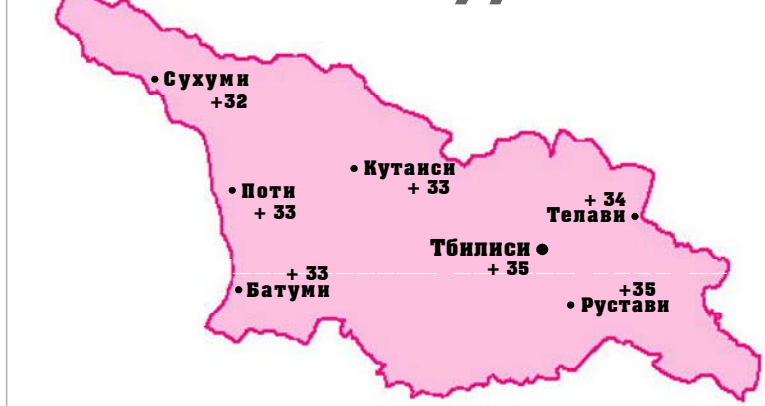 Сухуми
+32
Кутаиси
+ 33
Поти
+ 33
+ 34
Телави
Тбилиси
+ 35
+ 33
Батуми
+35
Рустави